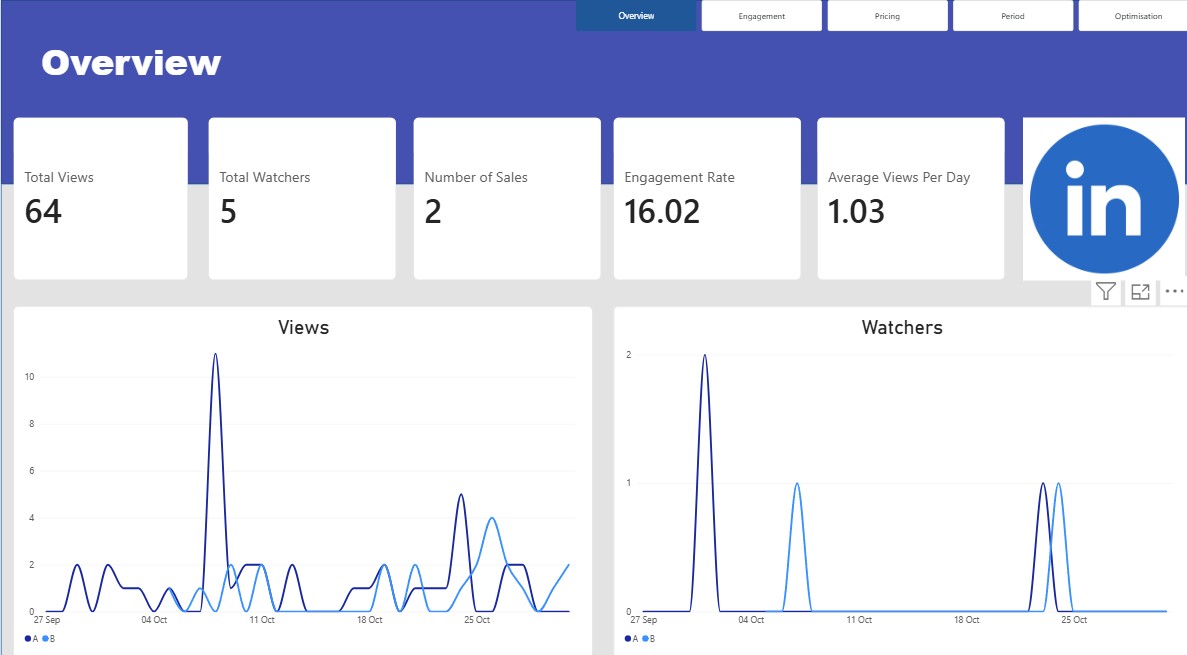 Overview Engagement Pricing Period Optimisation
Overview
Total Views
64
Total Watchers
5
Number of Sales
2
Engagement Rate
16.02
Average Views Per Day
1.03
in
Views
10
8
6
4
2
0
27 Sep 04 Oct 11 Oct 18 Oct 25 Oct
A B
Watchers
2
1
0
27 Sep 04 Oct 11 Oct 18 Oct 25 Oct
A B